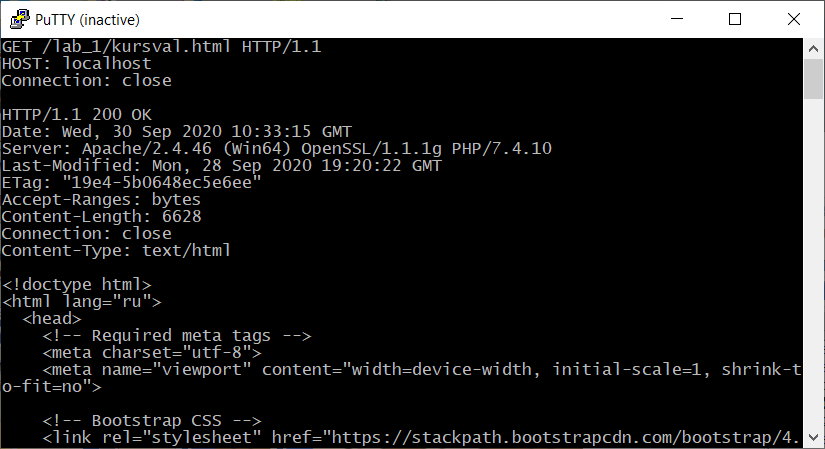 PuTTY (inactive)
GET /lab_1/kursval.html HTTP/1.1
HOST: localhost
Connection: close
HTTP/1.1 200 OK
Date: Wed, 30 Sep 2020 10:33:15 GMT
Server: Apache/2.4.46 (Win64) OpenSSL/1.1.1g PHP/7.4.10
Last-Modified: Mon, 28 Sep 2020 19:20:22 GMT
ETag: "19e4-5b0648ec5e6ee"
Accept-Ranges: bytes
Content-Length: 6628
Connection: close
Content-Type: text/html
<!doctype html>
<html lang="ru">
  <head>
    <!-- Required meta tags -->
    <meta charset="utf-8">
    <meta name="viewport" content="width=device-width, initial-scale=1, shrink-t
o-fit=no">
    <!-- Bootstrap CSS -->
    <link rel="stylesheet" href="https://stackpath.bootstrapcdn.com/bootstrap/4.